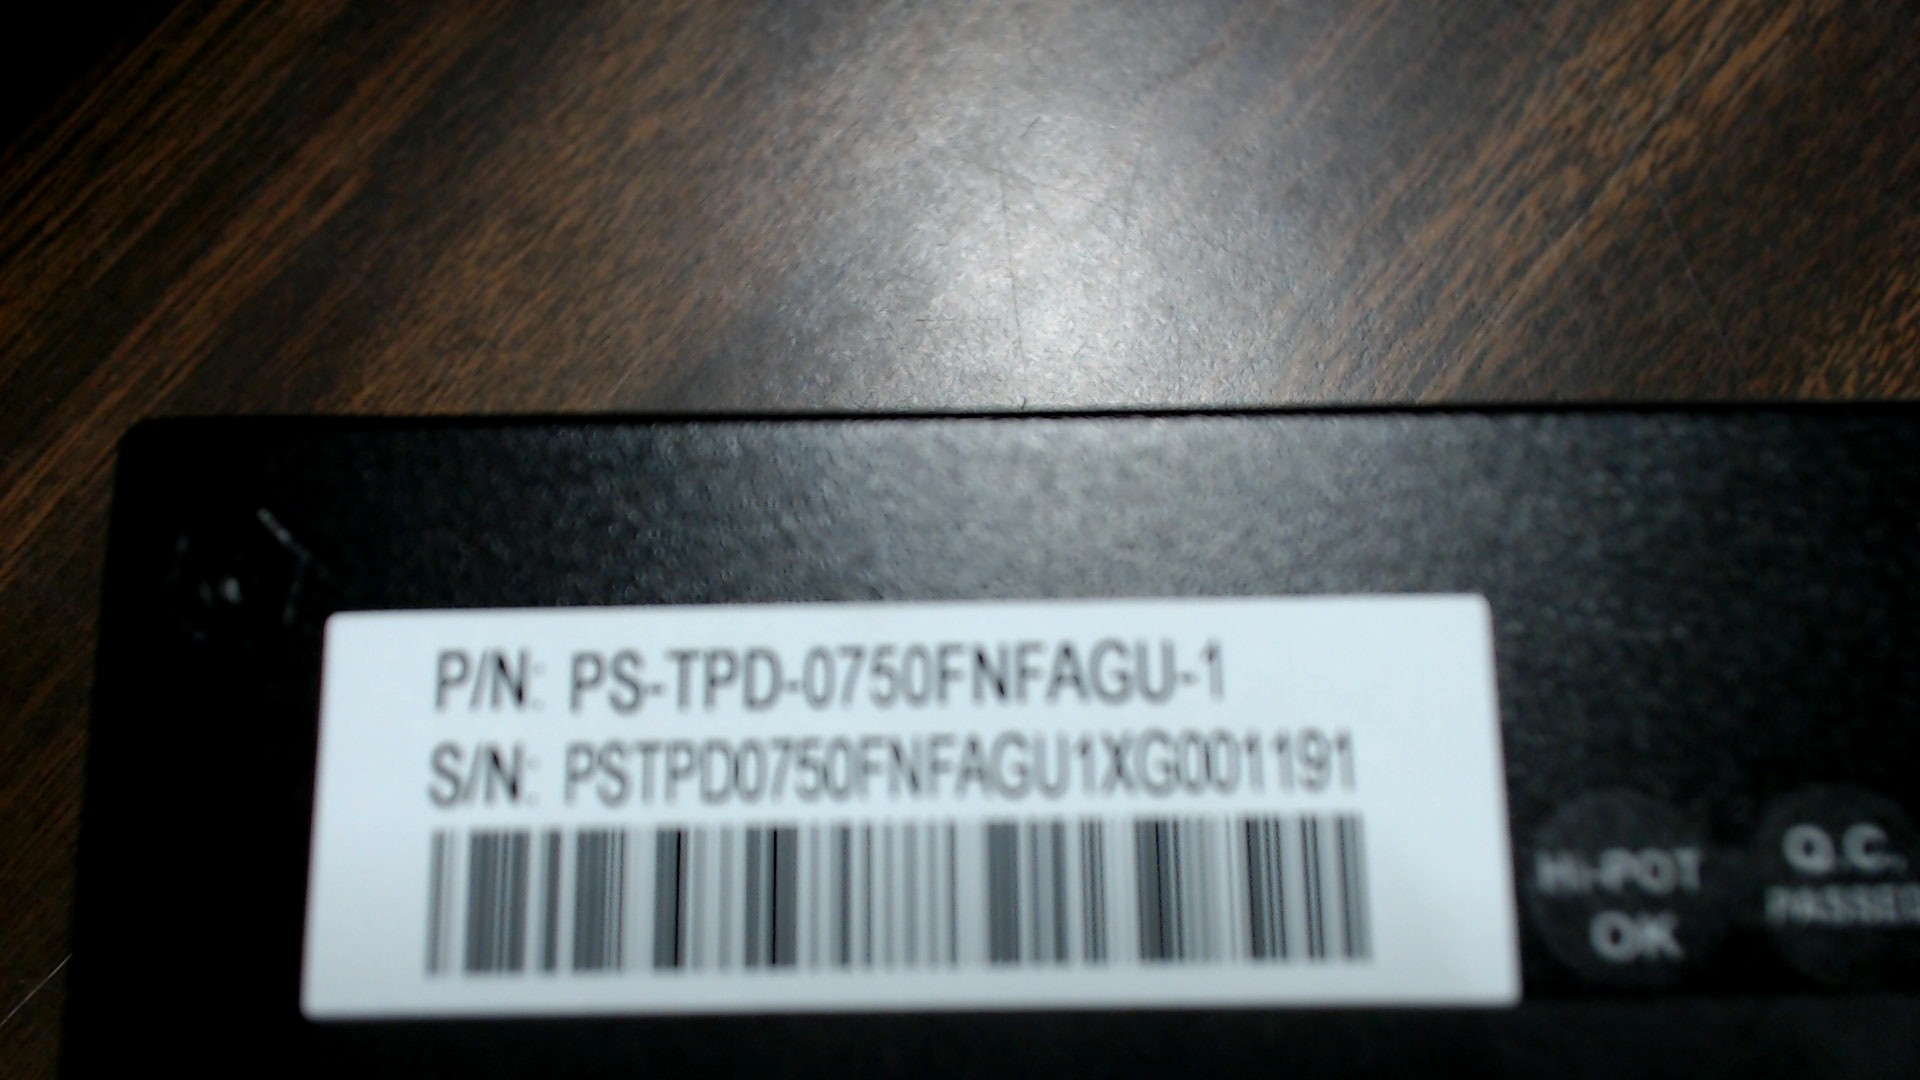 P/N: PS-TPD-0750FNFAGU-1
S/N: PSTPD0750FNFAGU1XG001191
Hi-POT
OK
Q.C.
PASSED